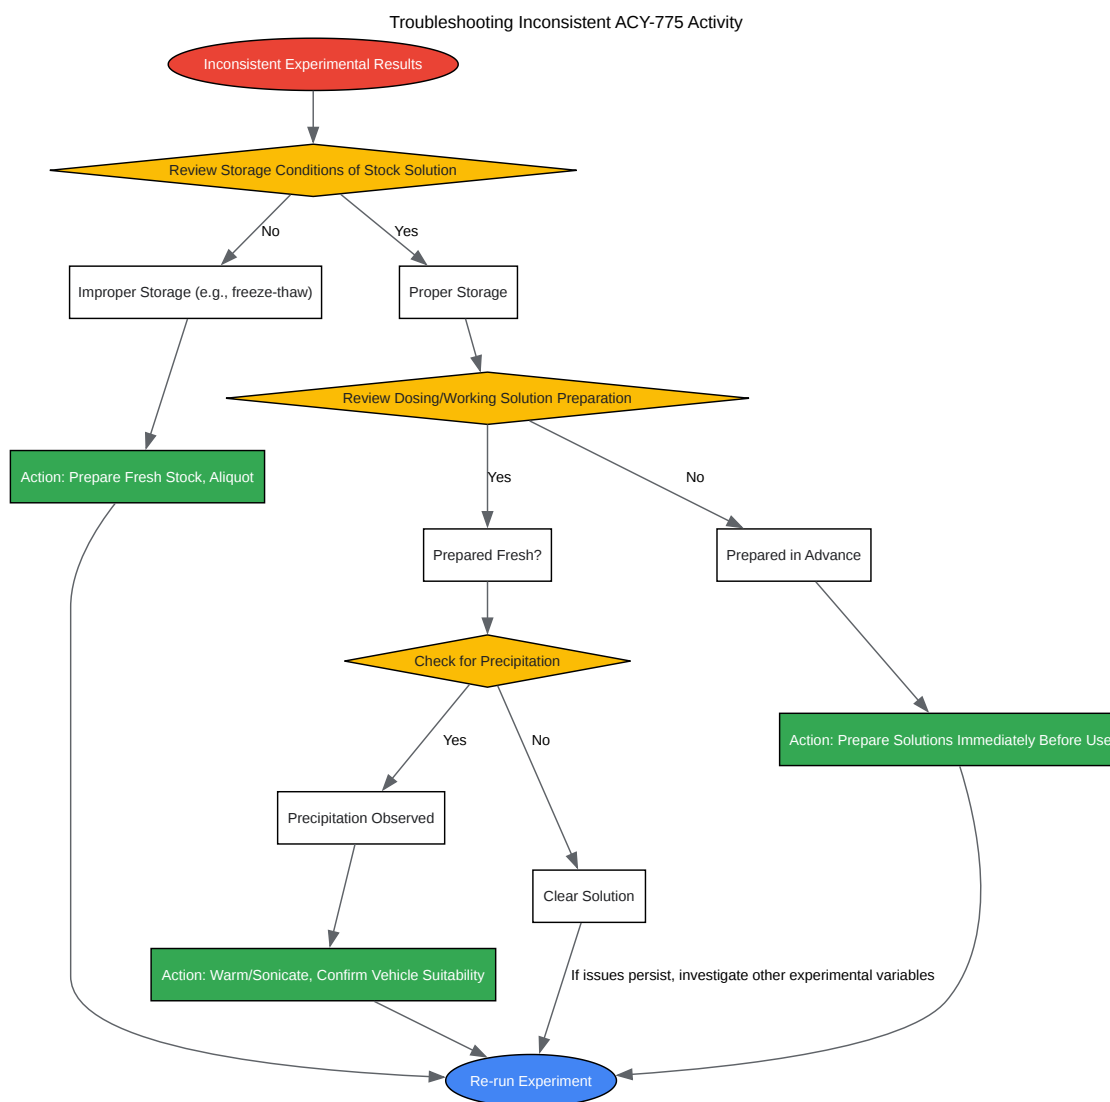 Troubleshooting Inconsistent ACY-775 Activity
Inconsistent Experimental Results
Review Storage Conditions of Stock Solution
No
Yes
Improper Storage (e.g., freeze-thaw)
Proper Storage
Review Dosing/Working Solution Preparation
Action: Prepare Fresh Stock, Aliquot
Yes
No
Prepared Fresh?
Prepared in Advance
Check for Precipitation
Yes
No
Action: Prepare Solutions Immediately Before Use
Precipitation Observed
Clear Solution
Action: Warm/Sonicate, Confirm Vehicle Suitability
If issues persist, investigate other experimental variables
Re-run Experiment